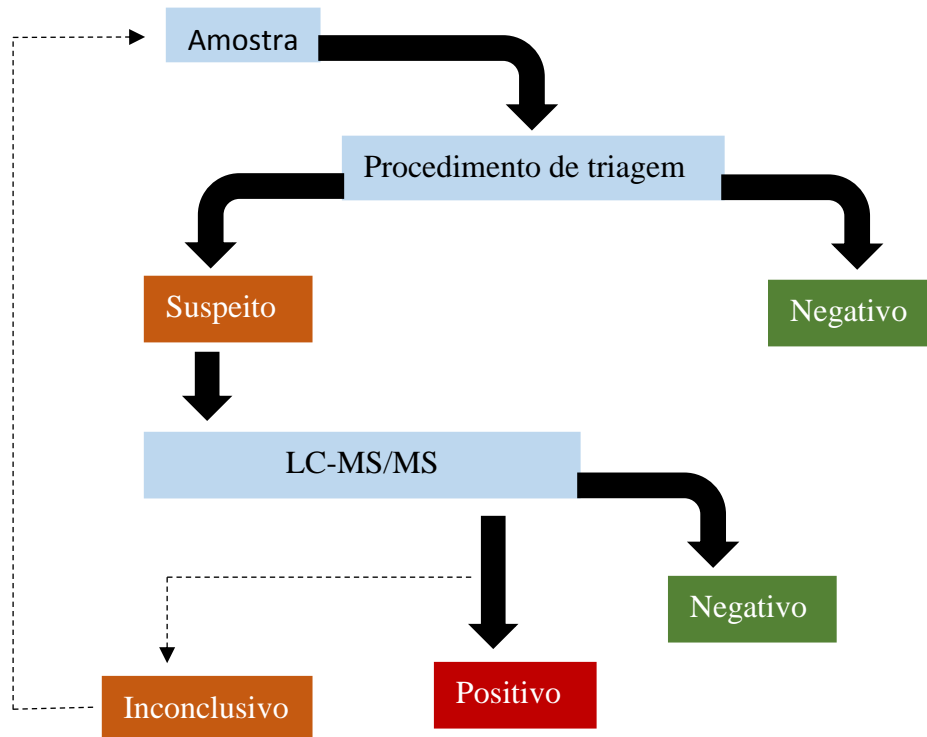 Amostra
Procedimento de triagem
Suspeito
Negativo
LC-MS/MS
Negativo
Inconclusivo
Positivo